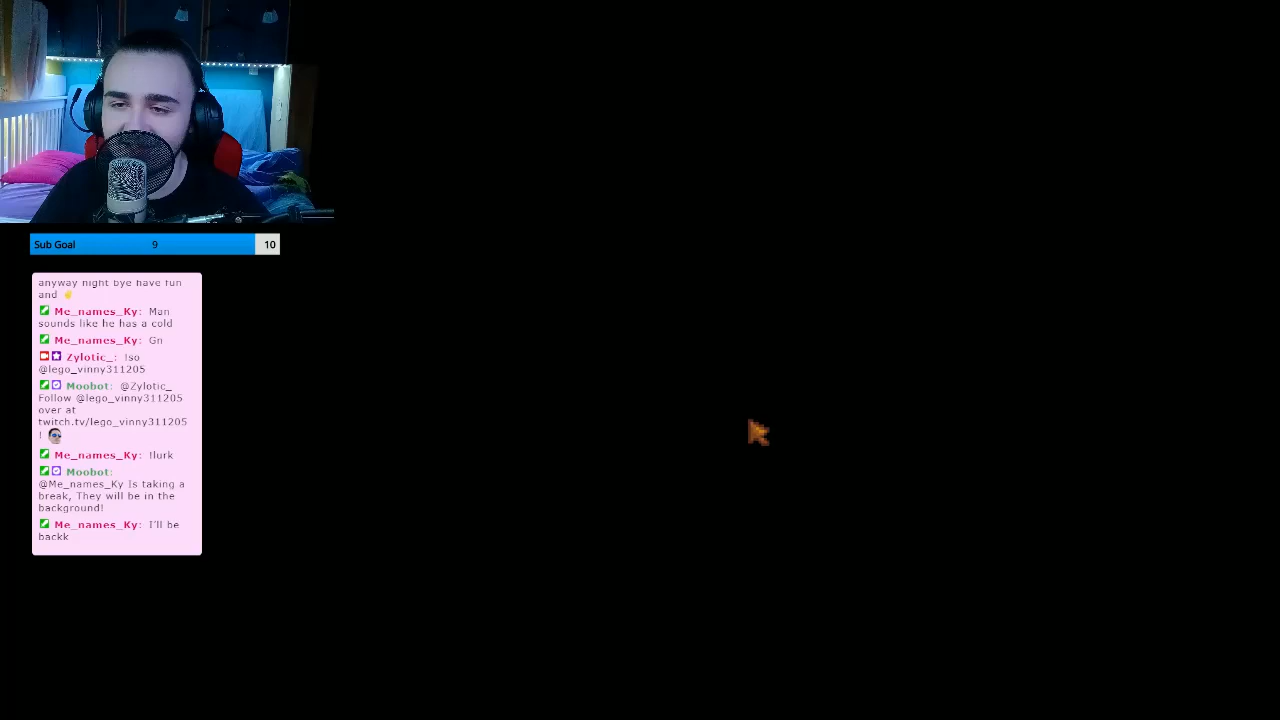 Sub Goal 9 10
anyway night bye have fun
and
Me_names_Ky: Man
sounds like he has a cold
Me_names_Ky: Gn
Zylotic_: !so
@lego_vinny311205
Moobot: @Zylotic_
Follow @lego_vinny311205
over at
twitch.tv/lego_vinny311205
!
Me_names_Ky: !lurk
Moobot:
@Me_names_Ky Is taking a
break, They will be in the
background!
Me_names_Ky: I'll be
backk